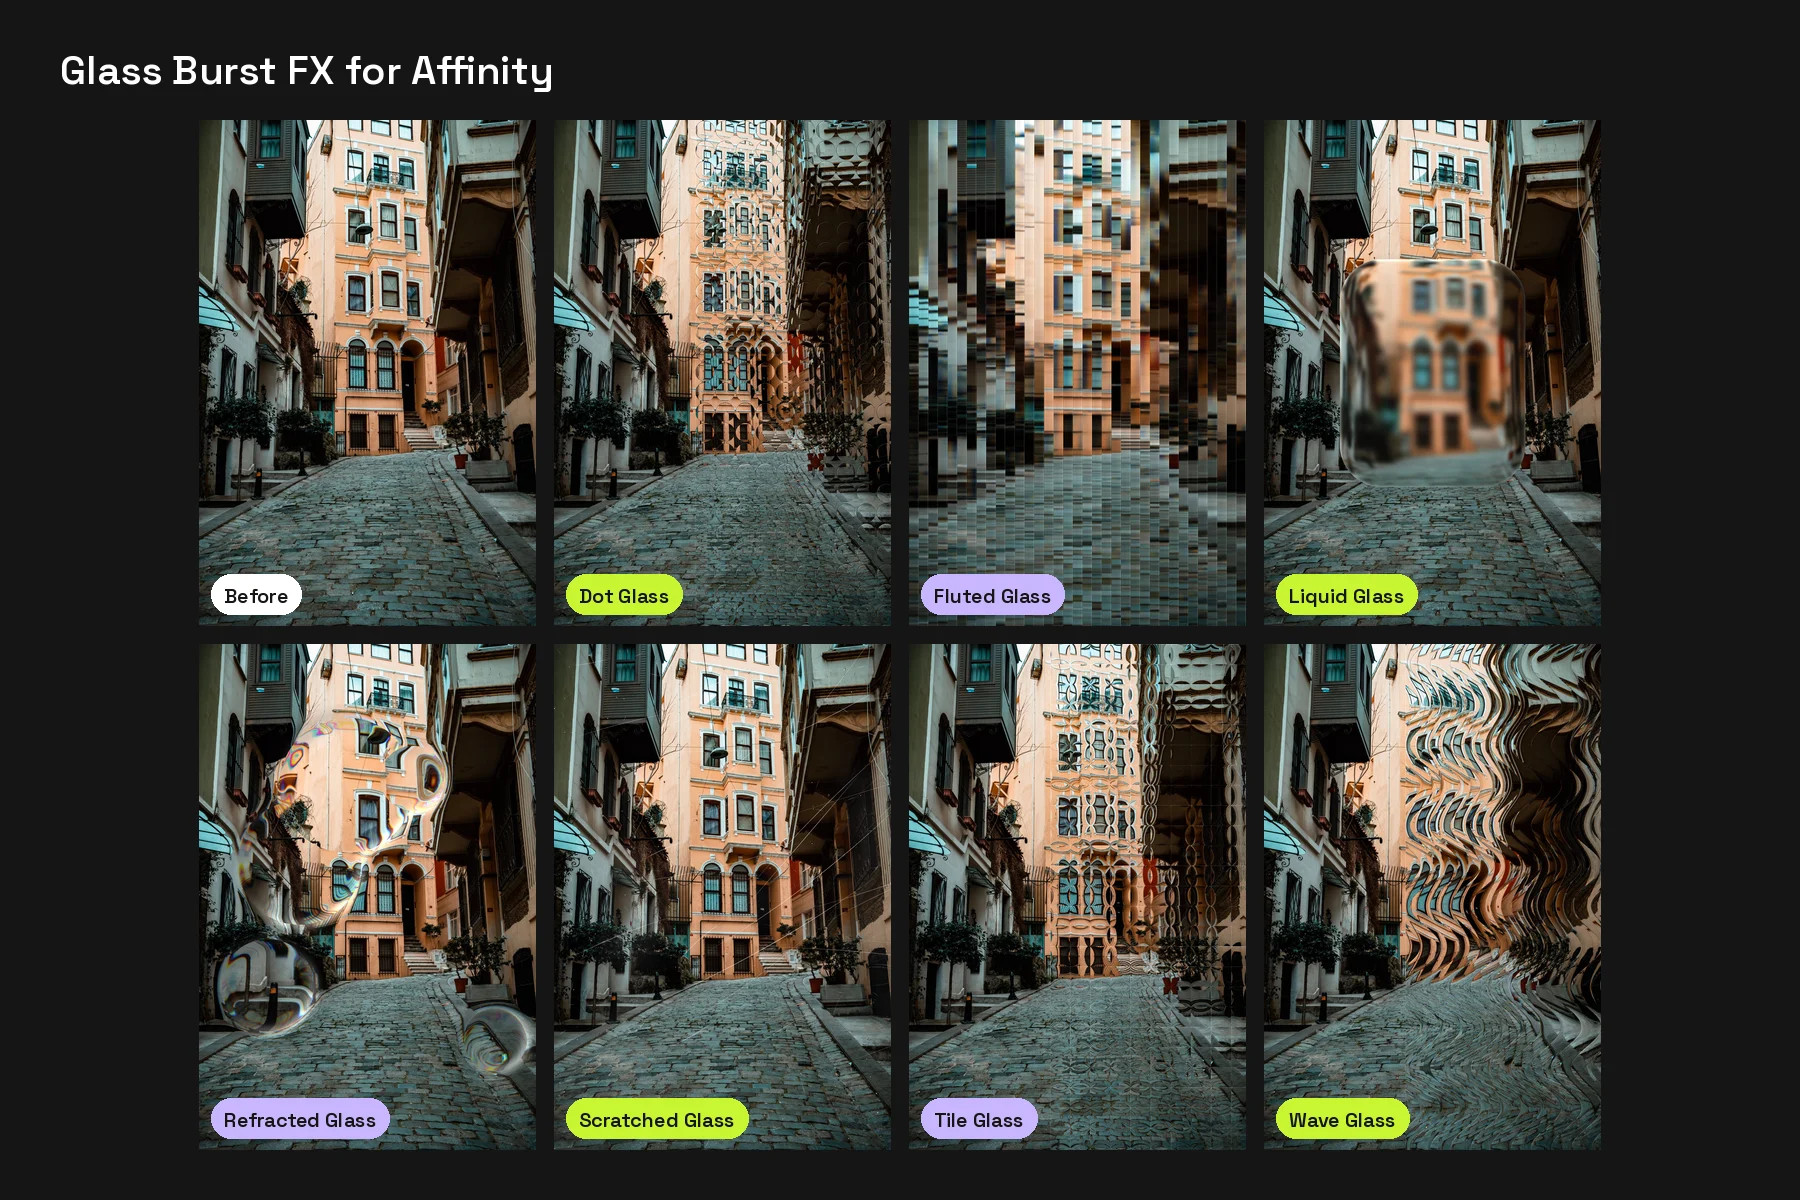 Glass Burst FX for Affinity
Before
Dot Glass
Fluted Glass
Liquid Glass
Refracted Glass
Scratched Glass
Tile Glass
Wave Glass